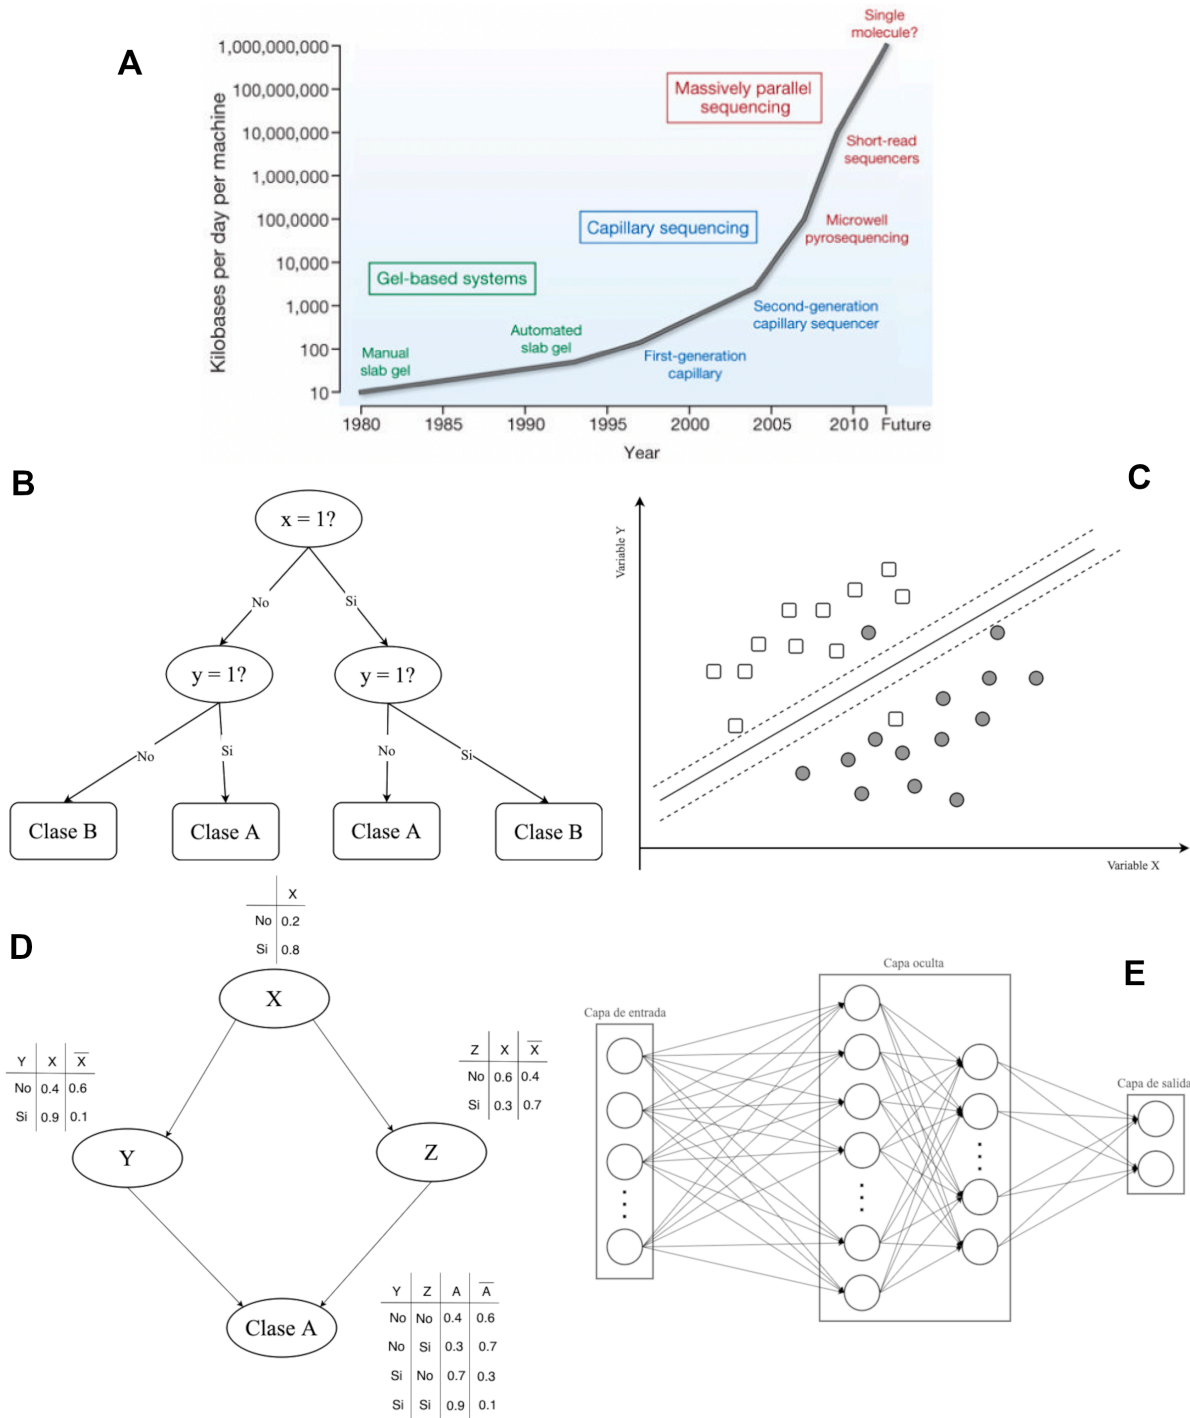 A
Single
molecule?
1,000,000,000
100,000,000
10,000,000
1,000,000
100,0000
10,000
1,000
100
10
Kilobases per day per machine
Massively parallel
sequencing
Short-read
sequencers
Capillary sequencing
Microwell
pyrosequencing
Gel-based systems
Second-generation
capillary sequencer
Automated
slab gel
Manual
slab gel
First-generation
capillary
1980 1985 1990 1995 2000 2005 2010 Future
Year
B
x = 1?
No Si
y = 1? y = 1?
No Si No Si
Clase B Clase A Clase A Clase B
C
Variable Y
Variable X
D
X
No 0.2
Si 0.8
X
Y X X̅
No 0.4 0.6
Si 0.9 0.1
Z X X̅
No 0.6 0.4
Si 0.3 0.7
Y Z
Clase A
Y Z A A̅
No No 0.4 0.6
No Si 0.3 0.7
Si No 0.7 0.3
Si Si 0.9 0.1
E
Capa oculta
Capa de entrada
Capa de salida